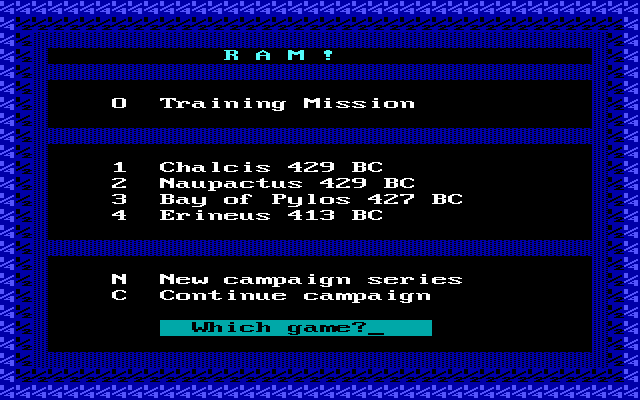 R A M !
0 Training Mission
1 Chalcis 429 BC
2 Naupactus 429 BC
3 Bay of Pylos 427 BC
4 Erineus 413 BC
N New campaign series
C Continue campaign
Which game?_